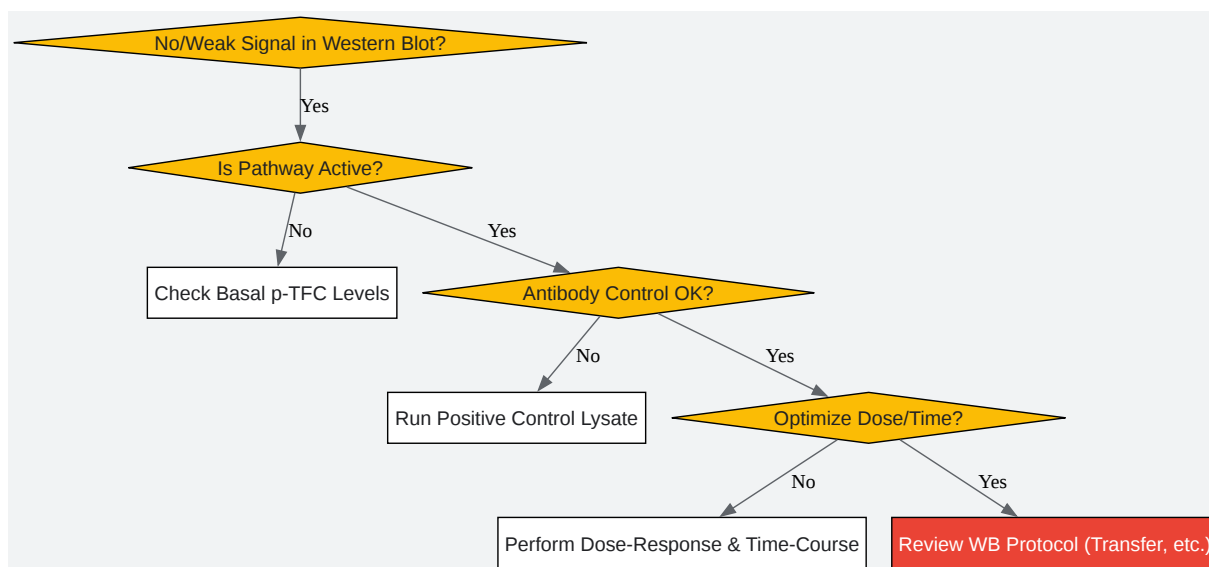 No/Weak Signal in Western Blot?
Yes
Is Pathway Active?
No
Yes
Check Basal p-TFC Levels
Antibody Control OK?
No
Yes
Run Positive Control Lysate
Optimize Dose/Time?
No
Yes
Perform Dose-Response & Time-Course
Review WB Protocol (Transfer, etc.)